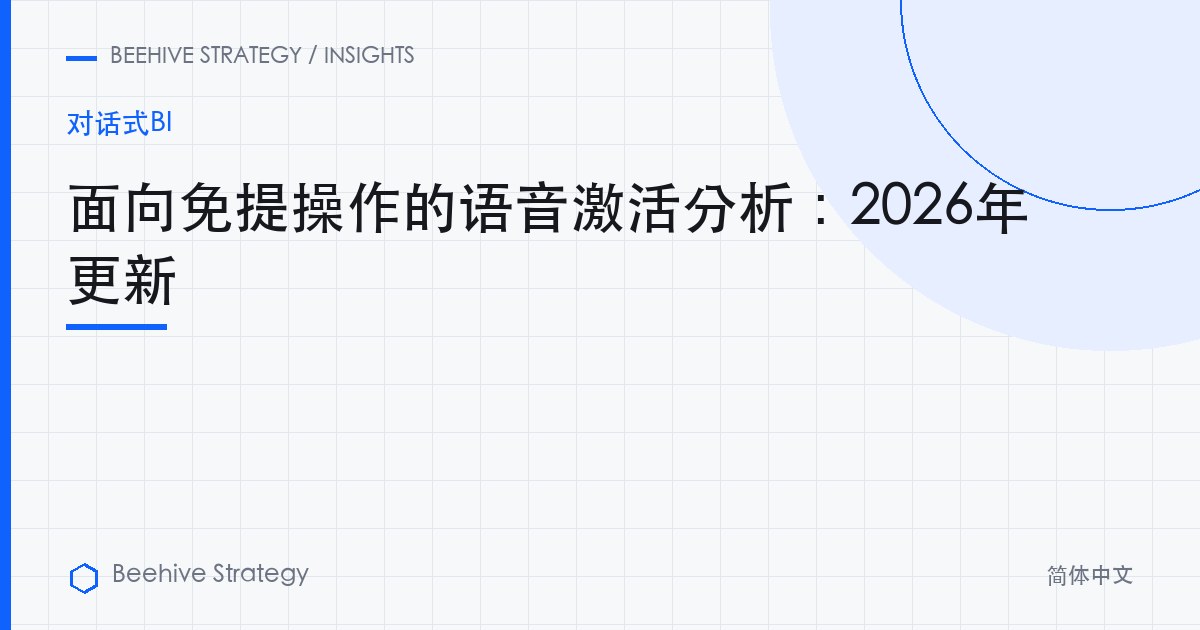 BEEHIVE STRATEGY / INSIGHTS
对话式BI
面向免提操作的语音激活分析：2026年
更新
Beehive Strategy
简体中文